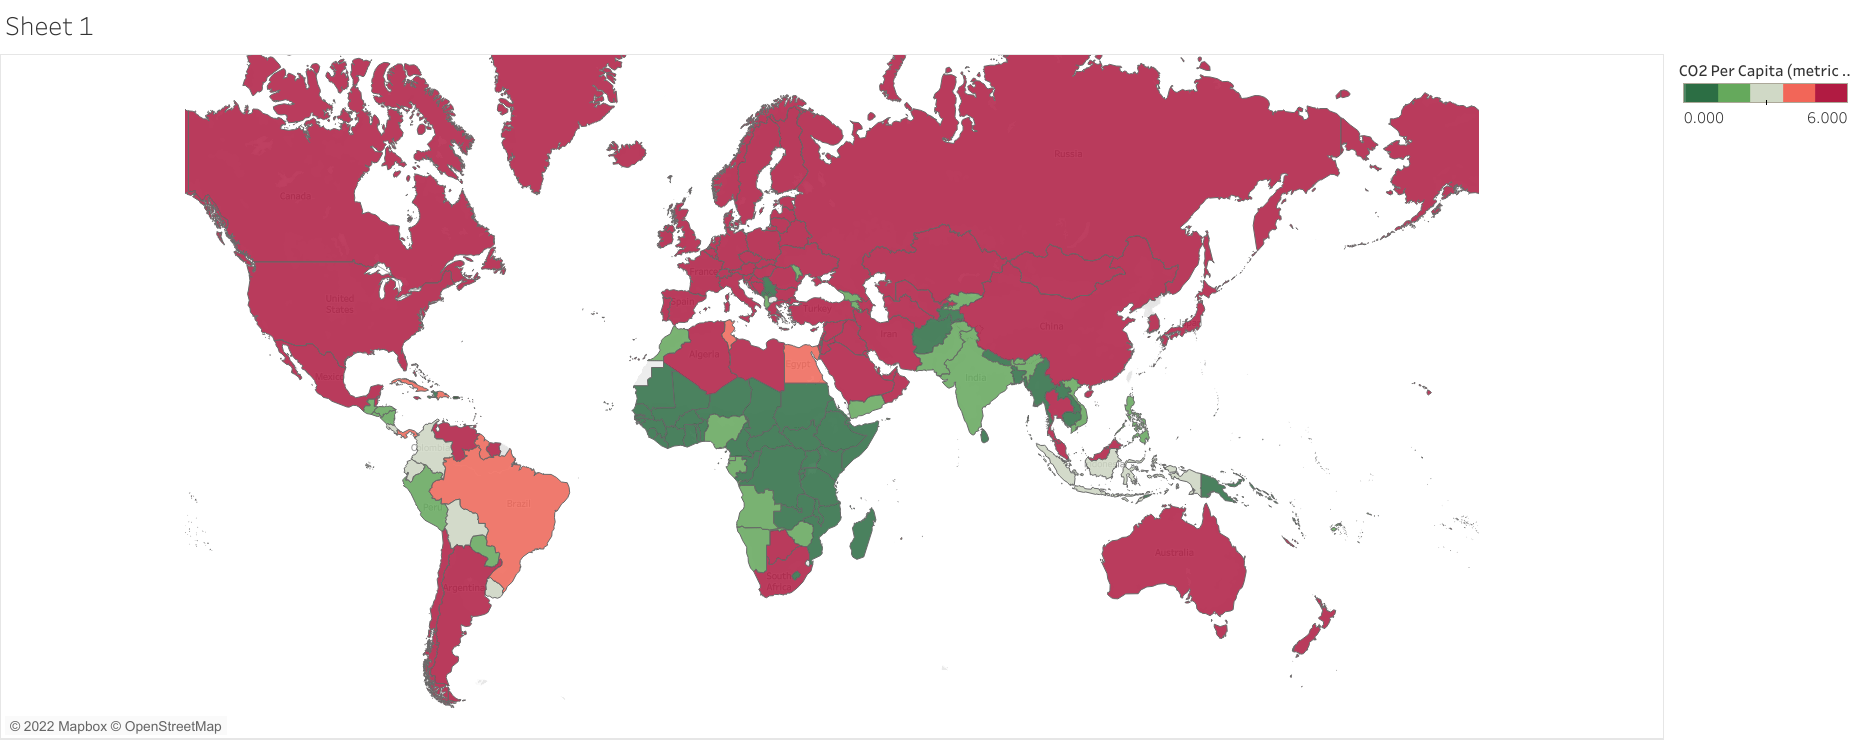 Sheet 1
CO2 Per Capita (metric ..
0.000 6.000
Russia
Canada
France
United
States
Spain
Turkey
China
Iran
Algeria
Egypt
Mexico
India
Brazil
Peru
Australia
South
Africa
Argentina
© 2022 Mapbox © OpenStreetMap